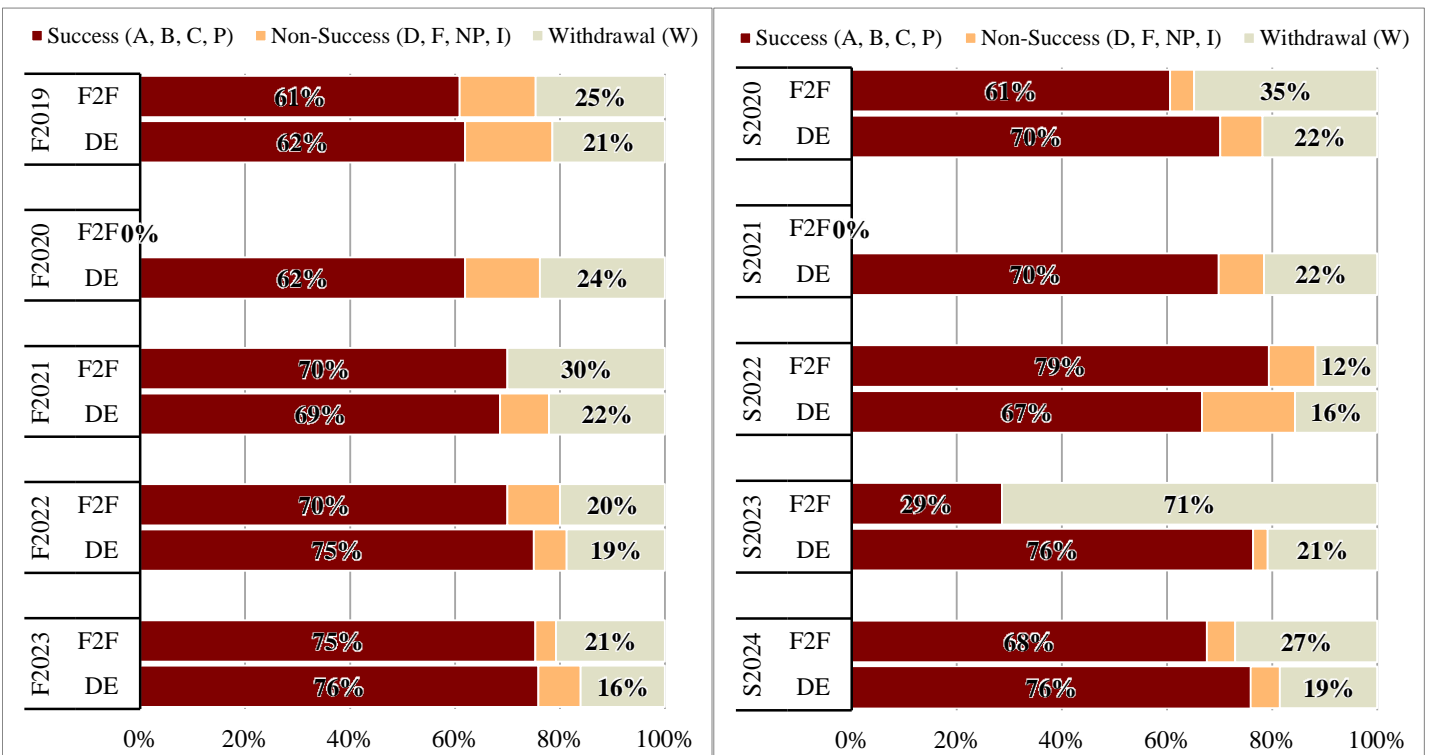 Success (A, B, C, P) Non-Success (D, F, NP, I) Withdrawal (W)
F2019
F2F 61% 25%
DE 62% 21%
F2020
F2F 0%
DE 62% 24%
F2021
F2F 70% 30%
DE 69% 22%
F2022
F2F 70% 20%
DE 75% 19%
F2023
F2F 75% 21%
DE 76% 16%
0% 20% 40% 60% 80% 100%
Success (A, B, C, P) Non-Success (D, F, NP, I) Withdrawal (W)
S2020
F2F 61% 35%
DE 70% 22%
S2021
F2F 0%
DE 70% 22%
S2022
F2F 79% 12%
DE 67% 16%
S2023
F2F 29% 71%
DE 76% 21%
S2024
F2F 68% 27%
DE 76% 19%
0% 20% 40% 60% 80% 100%